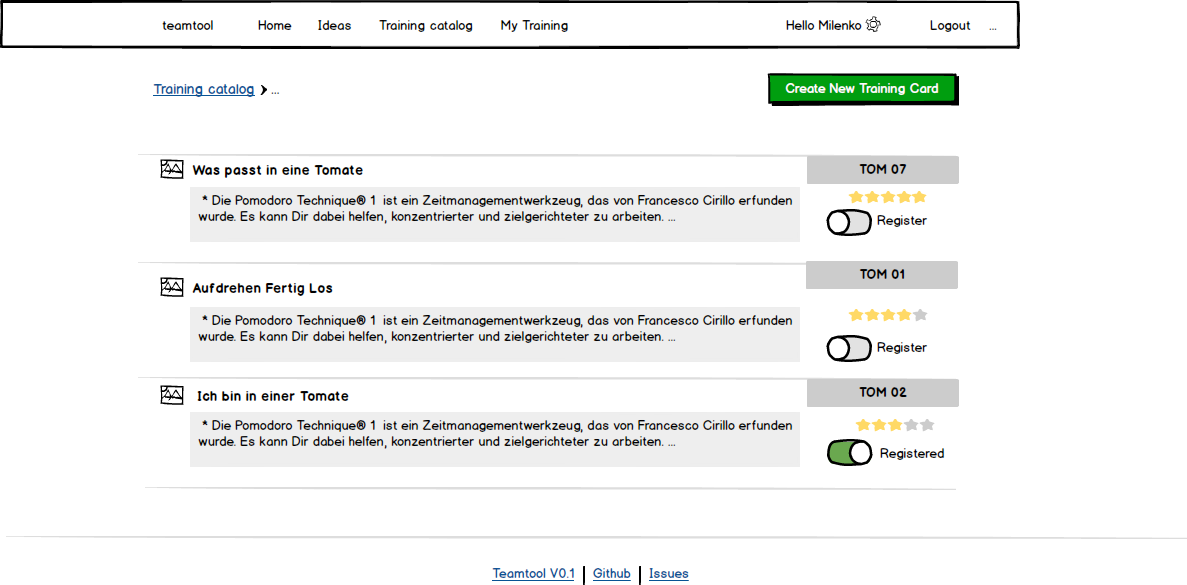 teamtool Home Ideas Training catalog My Training Hello Milenko Logout ...
Training catalog ...
Create New Training Card
Was passt in eine Tomate
TOM 07
* Die Pomodoro Technique® 1 ist ein Zeitmanagementwerkzeug, das von Francesco Cirillo erfunden
wurde. Es kann Dir dabei helfen, konzentrierter und zielgerichteter zu arbeiten. ...
Register
Aufdrehen Fertig Los
TOM 01
* Die Pomodoro Technique® 1 ist ein Zeitmanagementwerkzeug, das von Francesco Cirillo erfunden
wurde. Es kann Dir dabei helfen, konzentrierter und zielgerichteter zu arbeiten. ...
Register
Ich bin in einer Tomate
TOM 02
* Die Pomodoro Technique® 1 ist ein Zeitmanagementwerkzeug, das von Francesco Cirillo erfunden
wurde. Es kann Dir dabei helfen, konzentrierter und zielgerichteter zu arbeiten. ...
Registered
Teamtool V0.1 | Github | Issues